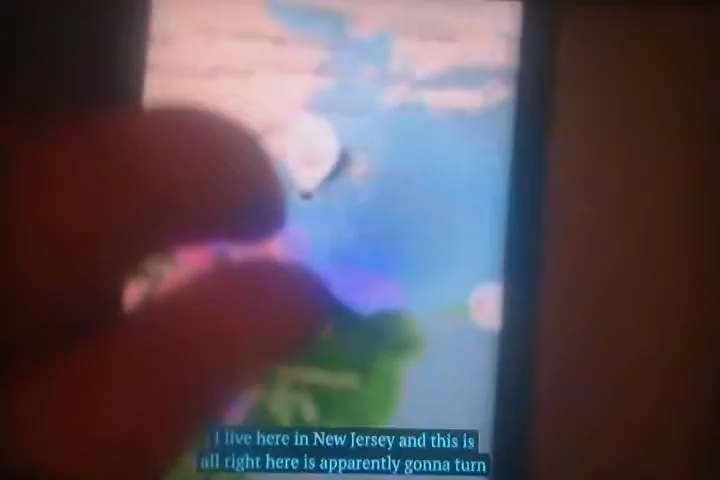 I live here in New Jersey and this is
all right here is apparently gonna turn